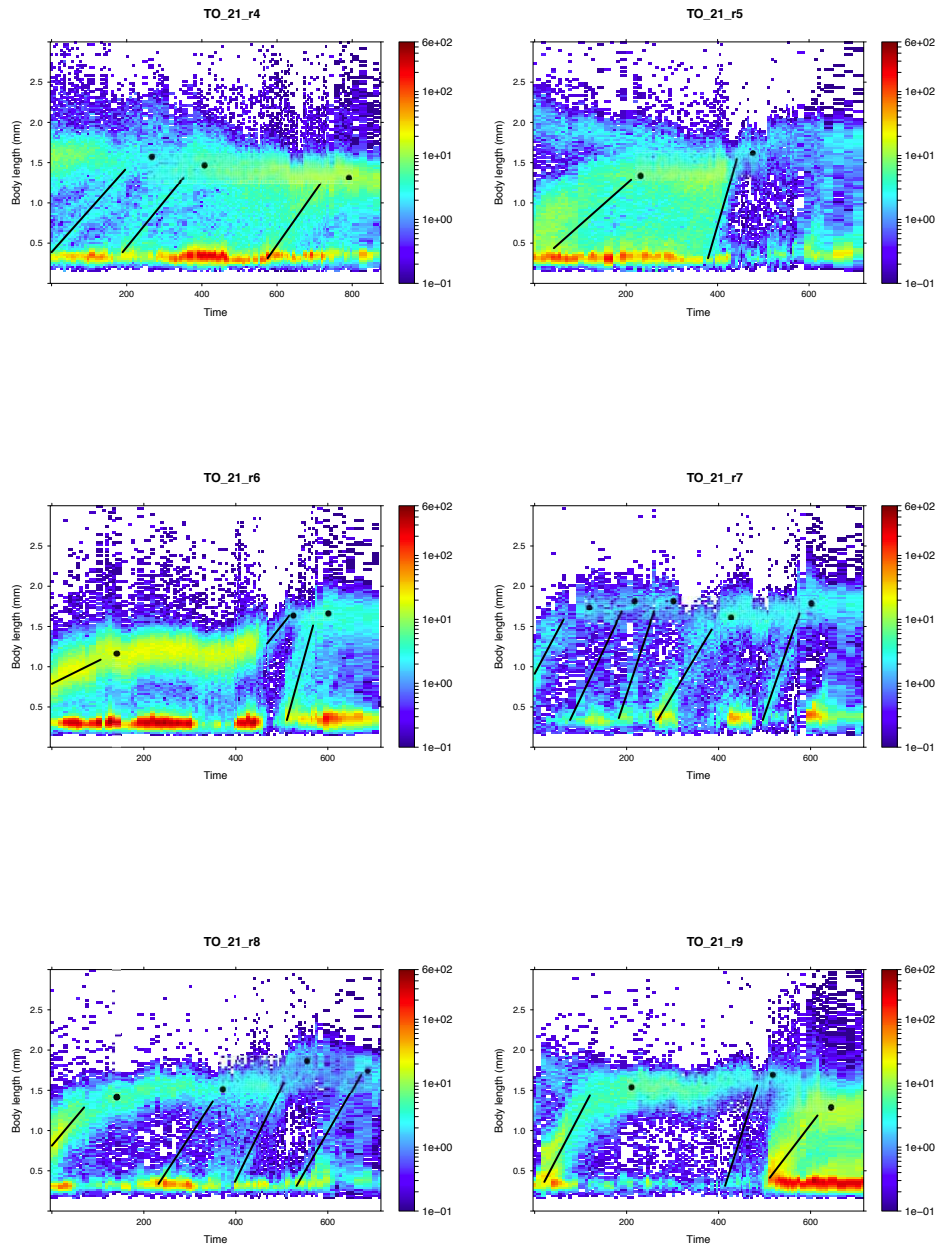 TO_21_r4
TO_21_r5
Body length (mm)
2.5
2.0
1.5
1.0
0.5
200
400
600
800
Time
6e+02
1e+02
1e+01
1e+00
1e−01
Body length (mm)
2.5
2.0
1.5
1.0
0.5
200
400
600
Time
6e+02
1e+02
1e+01
1e+00
1e−01
TO_21_r6
TO_21_r7
Body length (mm)
2.5
2.0
1.5
1.0
0.5
200
400
600
Time
6e+02
1e+02
1e+01
1e+00
1e−01
Body length (mm)
2.5
2.0
1.5
1.0
0.5
200
400
600
Time
6e+02
1e+02
1e+01
1e+00
1e−01
TO_21_r8
TO_21_r9
Body length (mm)
2.5
2.0
1.5
1.0
0.5
200
400
600
Time
6e+02
1e+02
1e+01
1e+00
1e−01
Body length (mm)
2.5
2.0
1.5
1.0
0.5
200
400
600
Time
6e+02
1e+02
1e+01
1e+00
1e−01